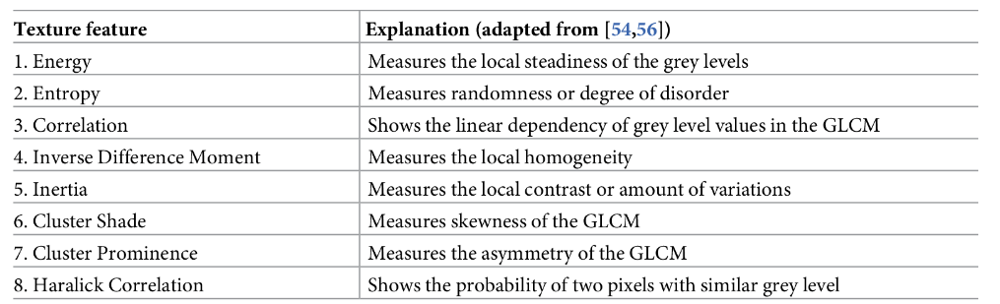 Texture feature Explanation (adapted from [54,56])
1. Energy Measures the local steadiness of the grey levels
2. Entropy Measures randomness or degree of disorder
3. Correlation Shows the linear dependency of grey level values in the GLCM
4. Inverse Difference Moment Measures the local homogeneity
5. Inertia Measures the local contrast or amount of variations
6. Cluster Shade Measures skewness of the GLCM
7. Cluster Prominence Measures the asymmetry of the GLCM
8. Haralick Correlation Shows the probability of two pixels with similar grey level